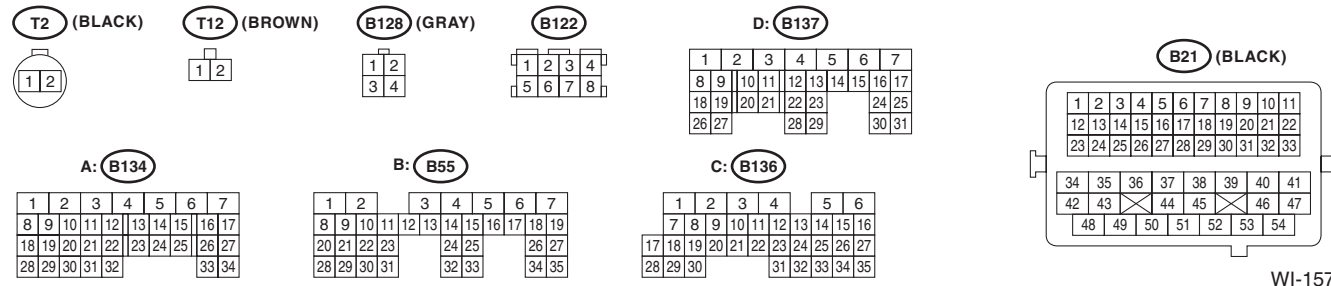 T2 (BLACK)
1 2
T12 (BROWN)
1 2
B128 (GRAY)
1 2
3 4
B122
1 2 3 4
5 6 7 8
D: B137
1 2 3 4 5 6 7
8 9 10 11 12 13 14 15 16 17
18 19 20 21 22 23 24 25
26 27 28 29 30 31
B21 (BLACK)
1 2 3 4 5 6 7 8 9 10 11
12 13 14 15 16 17 18 19 20 21 22
23 24 25 26 27 28 29 30 31 32 33
34 35 36 37 38 39 40 41
42 43 44 45 46 47
48 49 50 51 52 53 54
A: B134
1 2 3 4 5 6 7
8 9 10 11 12 13 14 15 16 17
18 19 20 21 22 23 24 25 26 27
28 29 30 31 32 33 34
B: B55
1 2 3 4 5 6 7
8 9 10 11 12 13 14 15 16 17 18 19
20 21 22 23 24 25 26 27
28 29 30 31 32 33 34 35
C: B136
1 2 3 4 5 6
7 8 9 10 11 12 13 14 15 16
17 18 19 20 21 22 23 24 25 26 27
28 29 30 31 32 33 34 35
WI-157